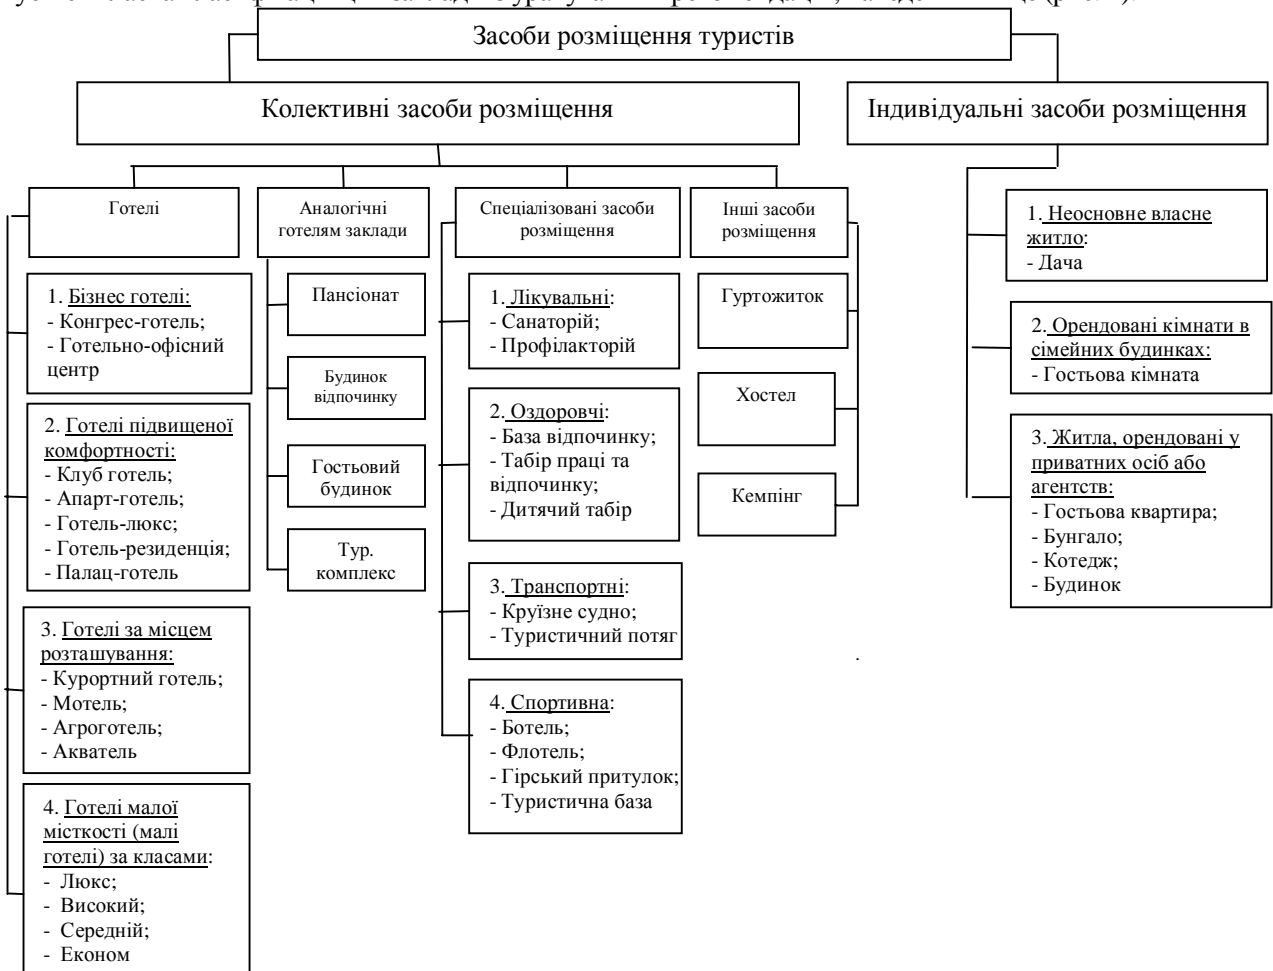 Засоби розміщення туристів
Колективні засоби розміщення
Індивідуальні засоби розміщення
Готелі
Аналогічні
готелям заклади
Спеціалізовані засоби
розміщення
Інші засоби
розміщення
1. Бізнес готелі:
- Конгрес-готель;
- Готельно-офісний
центр
2. Готелі підвищеної
комфортності:
- Клуб готель;
- Апарт-готель;
- Готель-люкс;
- Готель-резиденція;
- Палац-готель
3. Готелі за місцем
розташування:
- Курортний готель;
- Мотель;
- Агроготель;
- Акватель
4. Готелі малої
місткості (малі
готелі) за класами:
- Люкс;
- Високий;
- Середній;
- Економ
Пансіонат
Будинок
відпочинку
Гостьовий
будинок
Тур.
комплекс
1. Лікувальні:
- Санаторій;
- Профілакторій
2. Оздоровчі:
- База відпочинку;
- Табір праці та
відпочинку;
- Дитячий табір
3. Транспортні:
- Круїзне судно;
- Туристичний потяг
4. Спортивна:
- Ботель;
- Флотель;
- Гірський притулок;
- Туристична база
Гуртожиток
Хостел
Кемпінг
1. Неосновне власне
житло:
- Дача
2. Орендовані кімнати в
сімейних будинках:
- Гостьова кімната
3. Житла, орендовані у
приватних осіб або
агентств:
- Гостьова квартира;
- Бунгало;
- Котедж;
- Будинок